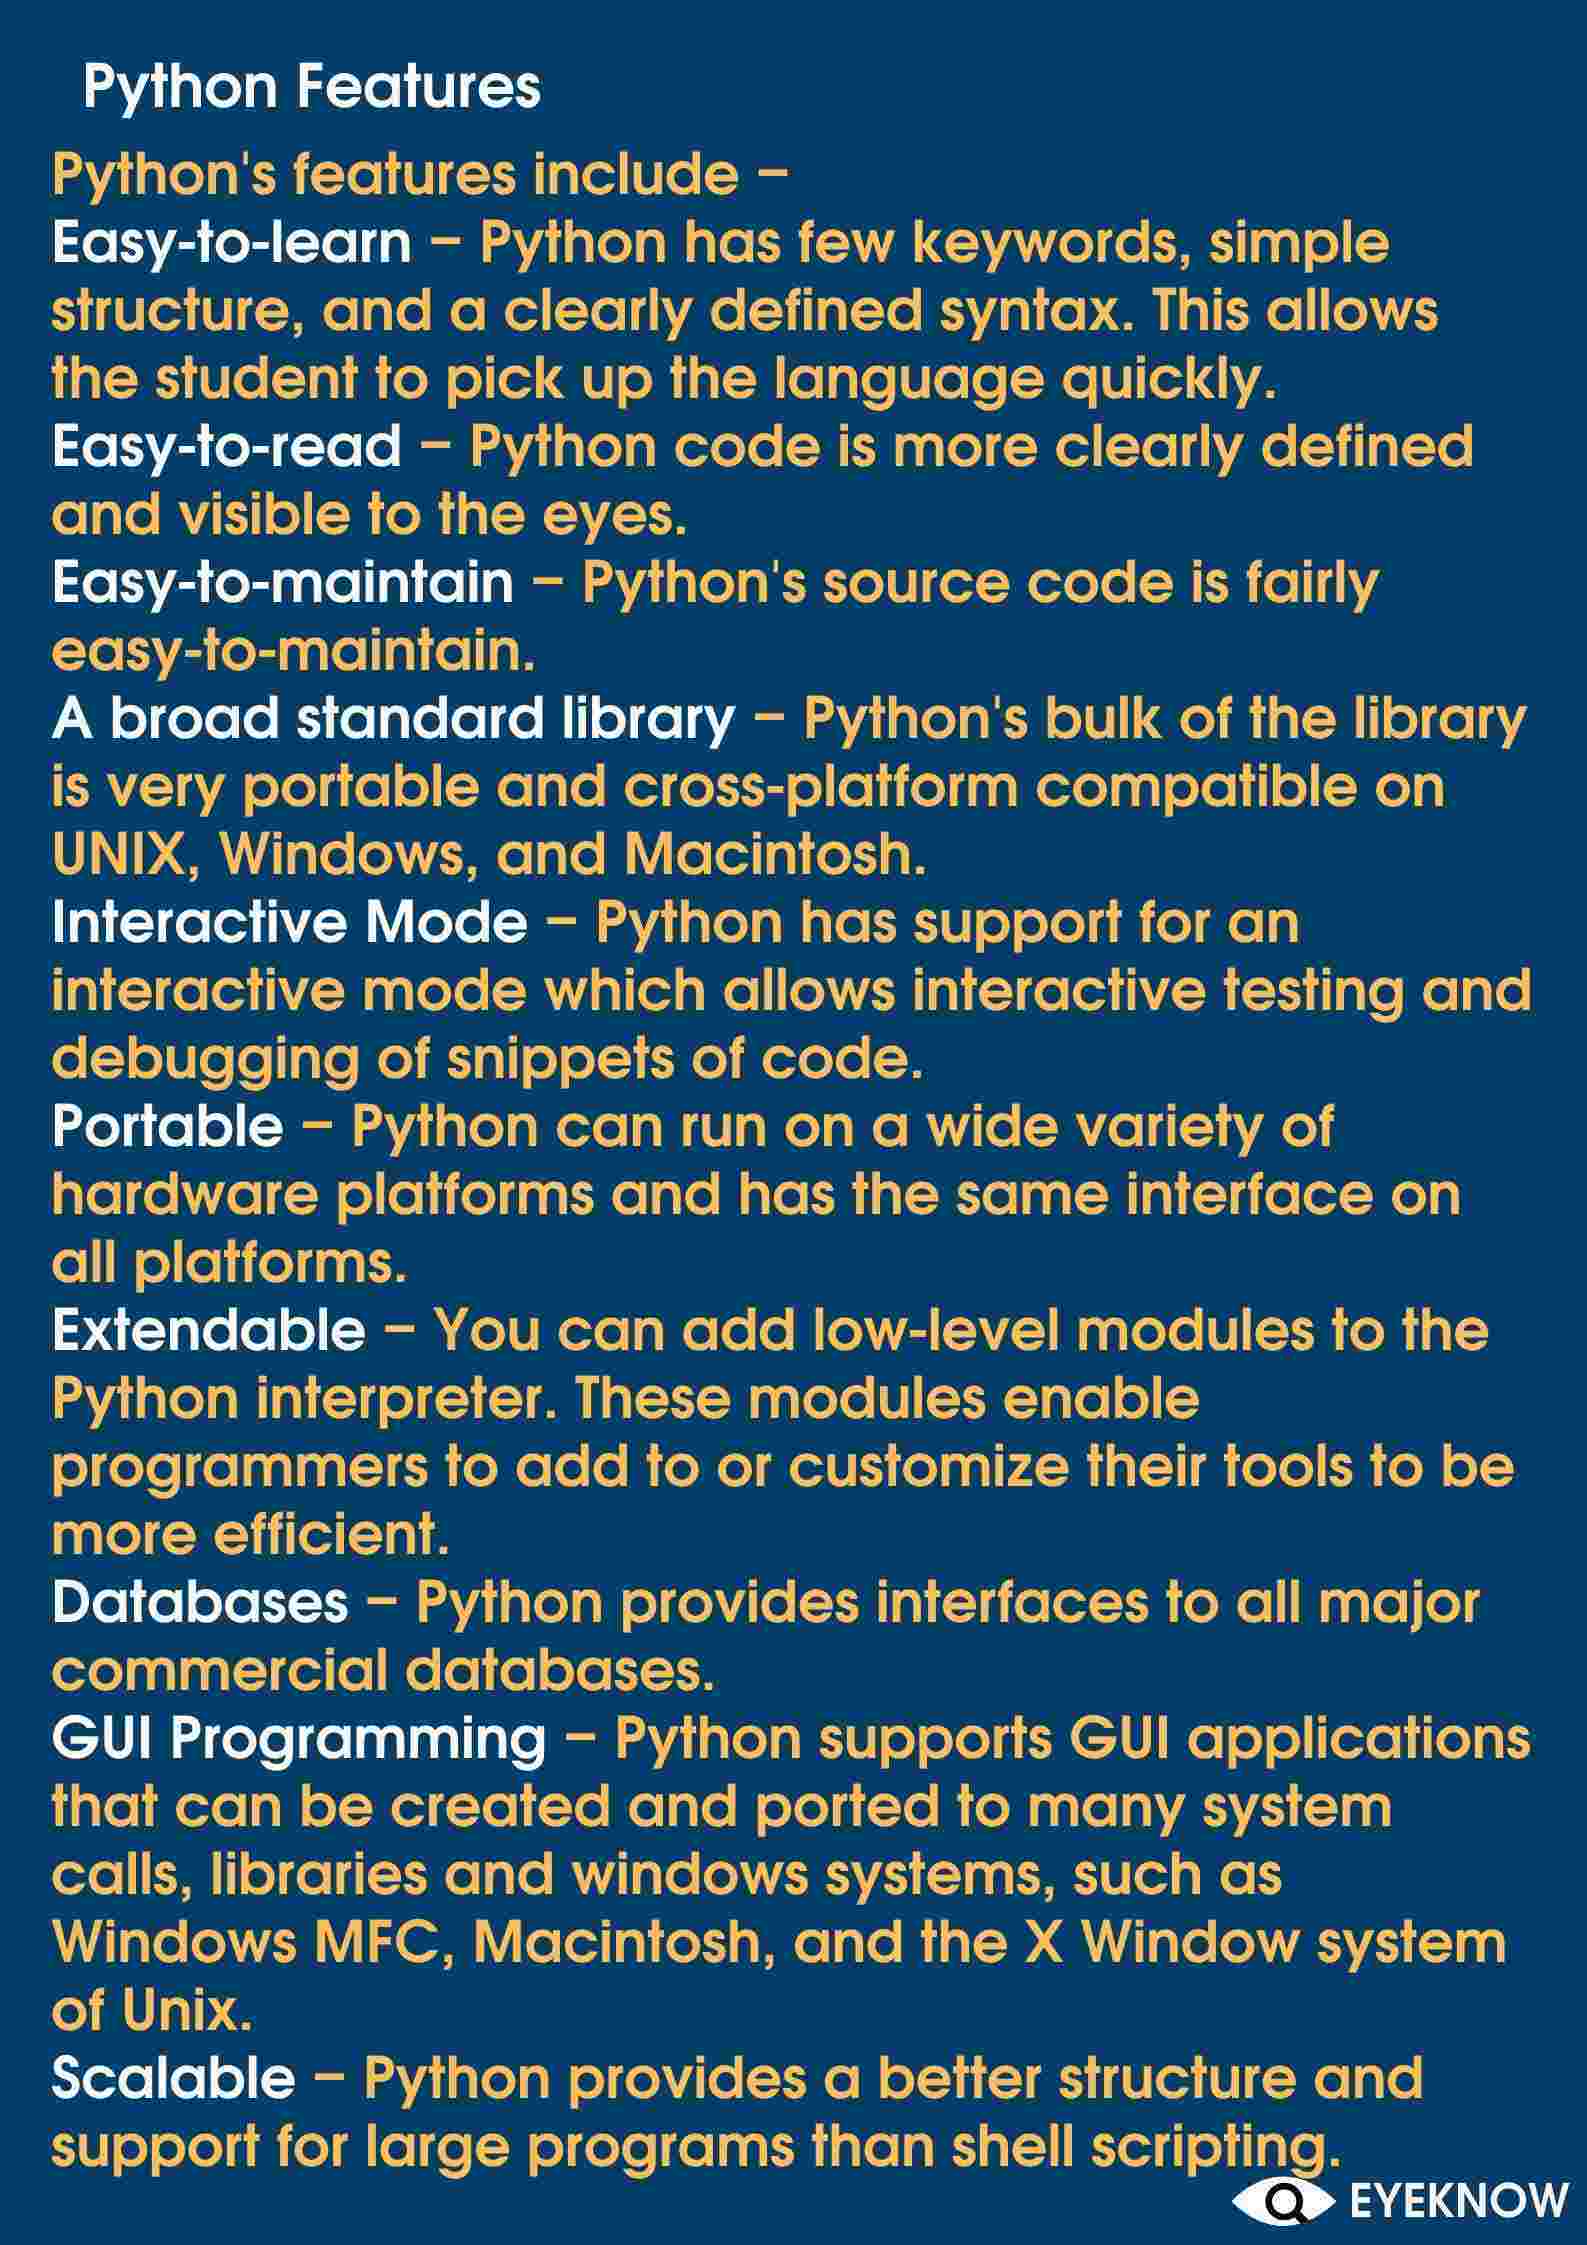 Python Features
Python's features include –
Easy-to-learn – Python has few keywords, simple
structure, and a clearly defined syntax. This allows
the student to pick up the language quickly.
Easy-to-read – Python code is more clearly defined
and visible to the eyes.
Easy-to-maintain – Python's source code is fairly
easy-to-maintain.
A broad standard library – Python's bulk of the library
is very portable and cross-platform compatible on
UNIX, Windows, and Macintosh.
Interactive Mode – Python has support for an
interactive mode which allows interactive testing and
debugging of snippets of code.
Portable – Python can run on a wide variety of
hardware platforms and has the same interface on
all platforms.
Extendable – You can add low-level modules to the
Python interpreter. These modules enable
programmers to add to or customize their tools to be
more efficient.
Databases – Python provides interfaces to all major
commercial databases.
GUI Programming – Python supports GUI applications
that can be created and ported to many system
calls, libraries and windows systems, such as
Windows MFC, Macintosh, and the X Window system
of Unix.
Scalable – Python provides a better structure and
support for large programs than shell scripting.
EYEKNOW